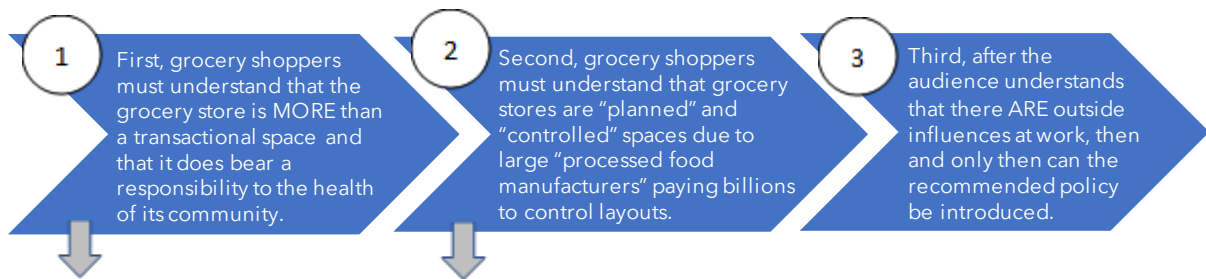 1
First, grocery shoppers
must understand that the
grocery store is MORE than
a transactional space and
that it does bear a
responsibility to the health
of its community.
2
Second, grocery shoppers
must understand that grocery
stores are “planned” and
“controlled” spaces due to
large “processed food
manufacturers” paying billions
to control layouts.
3
Third, after the
audience understands
that there ARE outside
influences at work, then
and only then can the
recommended policy
be introduced.